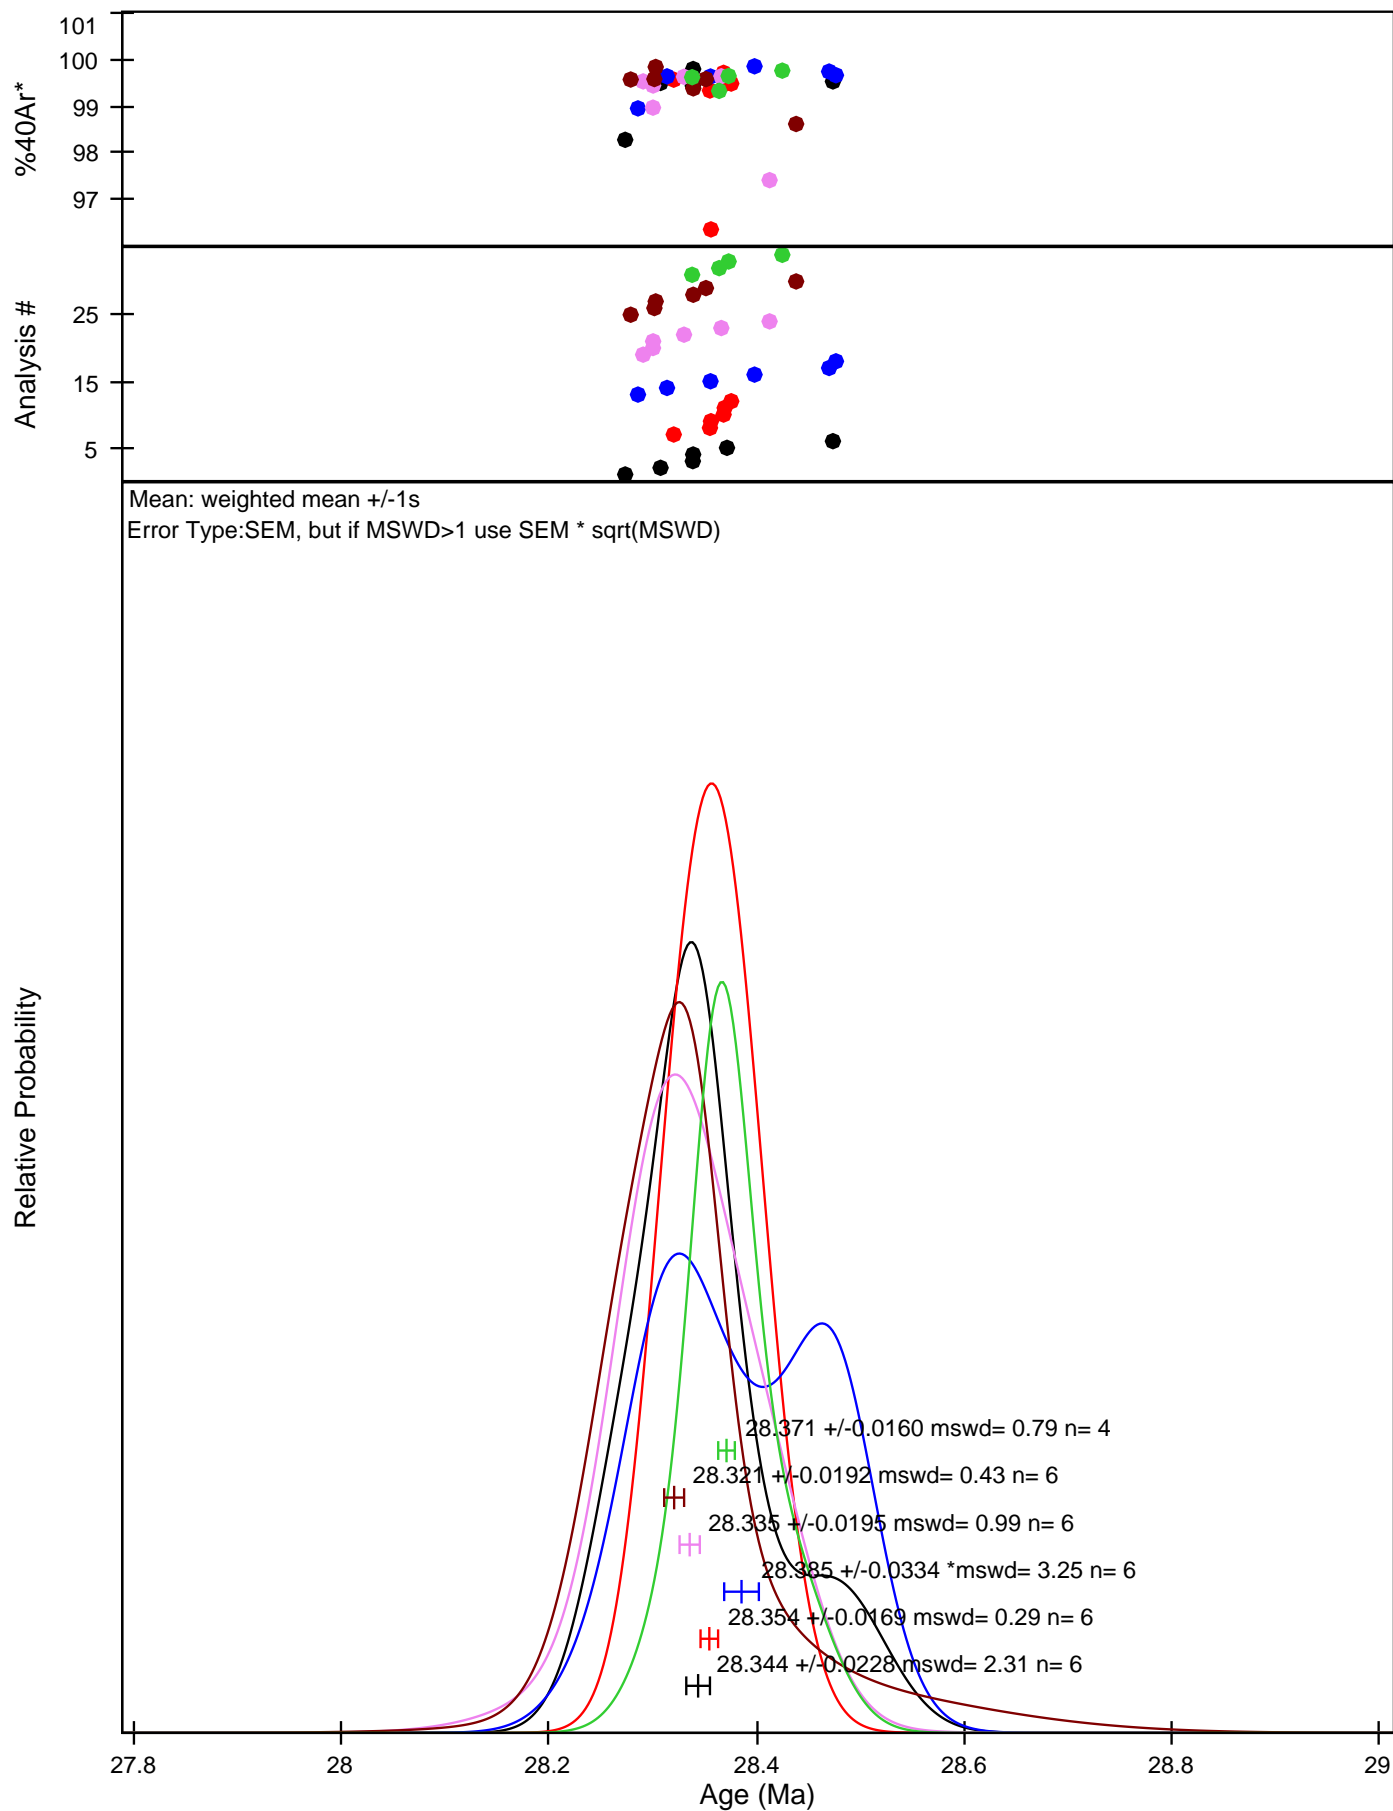 101
100
99
98
97
%40Ar*
25
15
5
Analysis #
Mean: weighted mean +/-1s
Error Type:SEM, but if MSWD>1 use SEM * sqrt(MSWD)
Relative Probability
28.371 +/-0.0160 mswd= 0.79 n= 4
28.321 +/-0.0192 mswd= 0.43 n= 6
28.335 +/-0.0195 mswd= 0.99 n= 6
28.385 +/-0.0334 *mswd= 3.25 n= 6
28.354 +/-0.0169 mswd= 0.29 n= 6
28.344 +/-0.0228 mswd= 2.31 n= 6
27.8 28 28.2 28.4 28.6 28.8 29
Age (Ma)